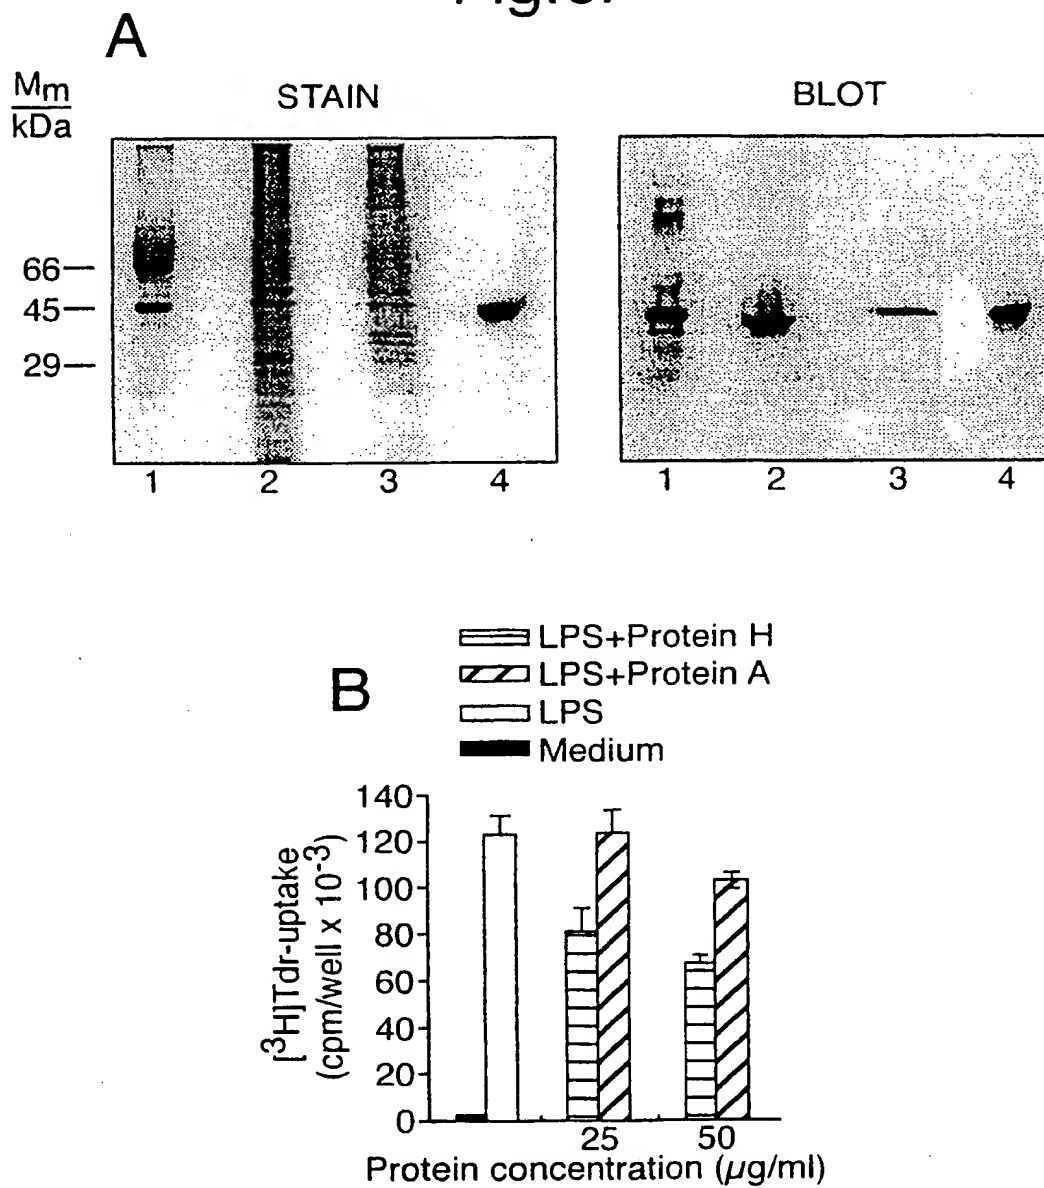 A
Mm
kDa
STAIN
BLOT
66
45
29
1 2 3 4
1 2 3 4
B
LPS+Protein H
LPS+Protein A
LPS
Medium
[³H]Tdr-uptake
(cpm/well x 10⁻³)
140
120
100
80
60
40
20
0
25 50
Protein concentration (µg/ml)